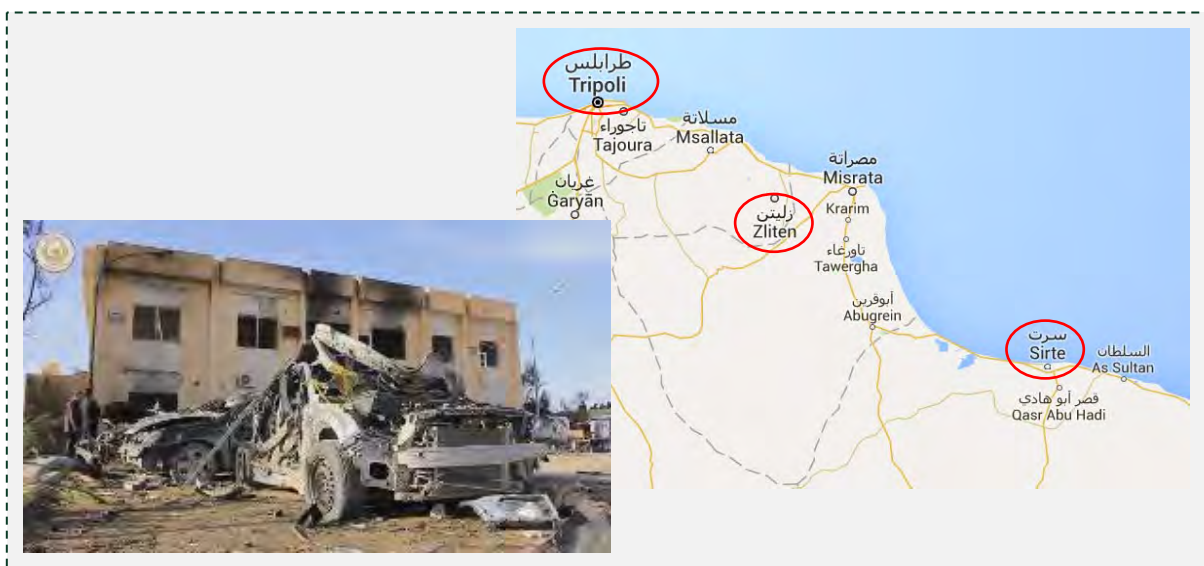 طرابلس
Tripoli
تاجوراء
Tajoura
مسلاتة
Msallata
مصراتة
Misrata
غريان
Ġaryān
زليتن
Zliten
Krarim
تاورغاء
Tawergha
أبوقرين
Abugrein
سرت
Sirte
السلطان
As Sultan
قصر أبو هادي
Qasr Abu Hadi